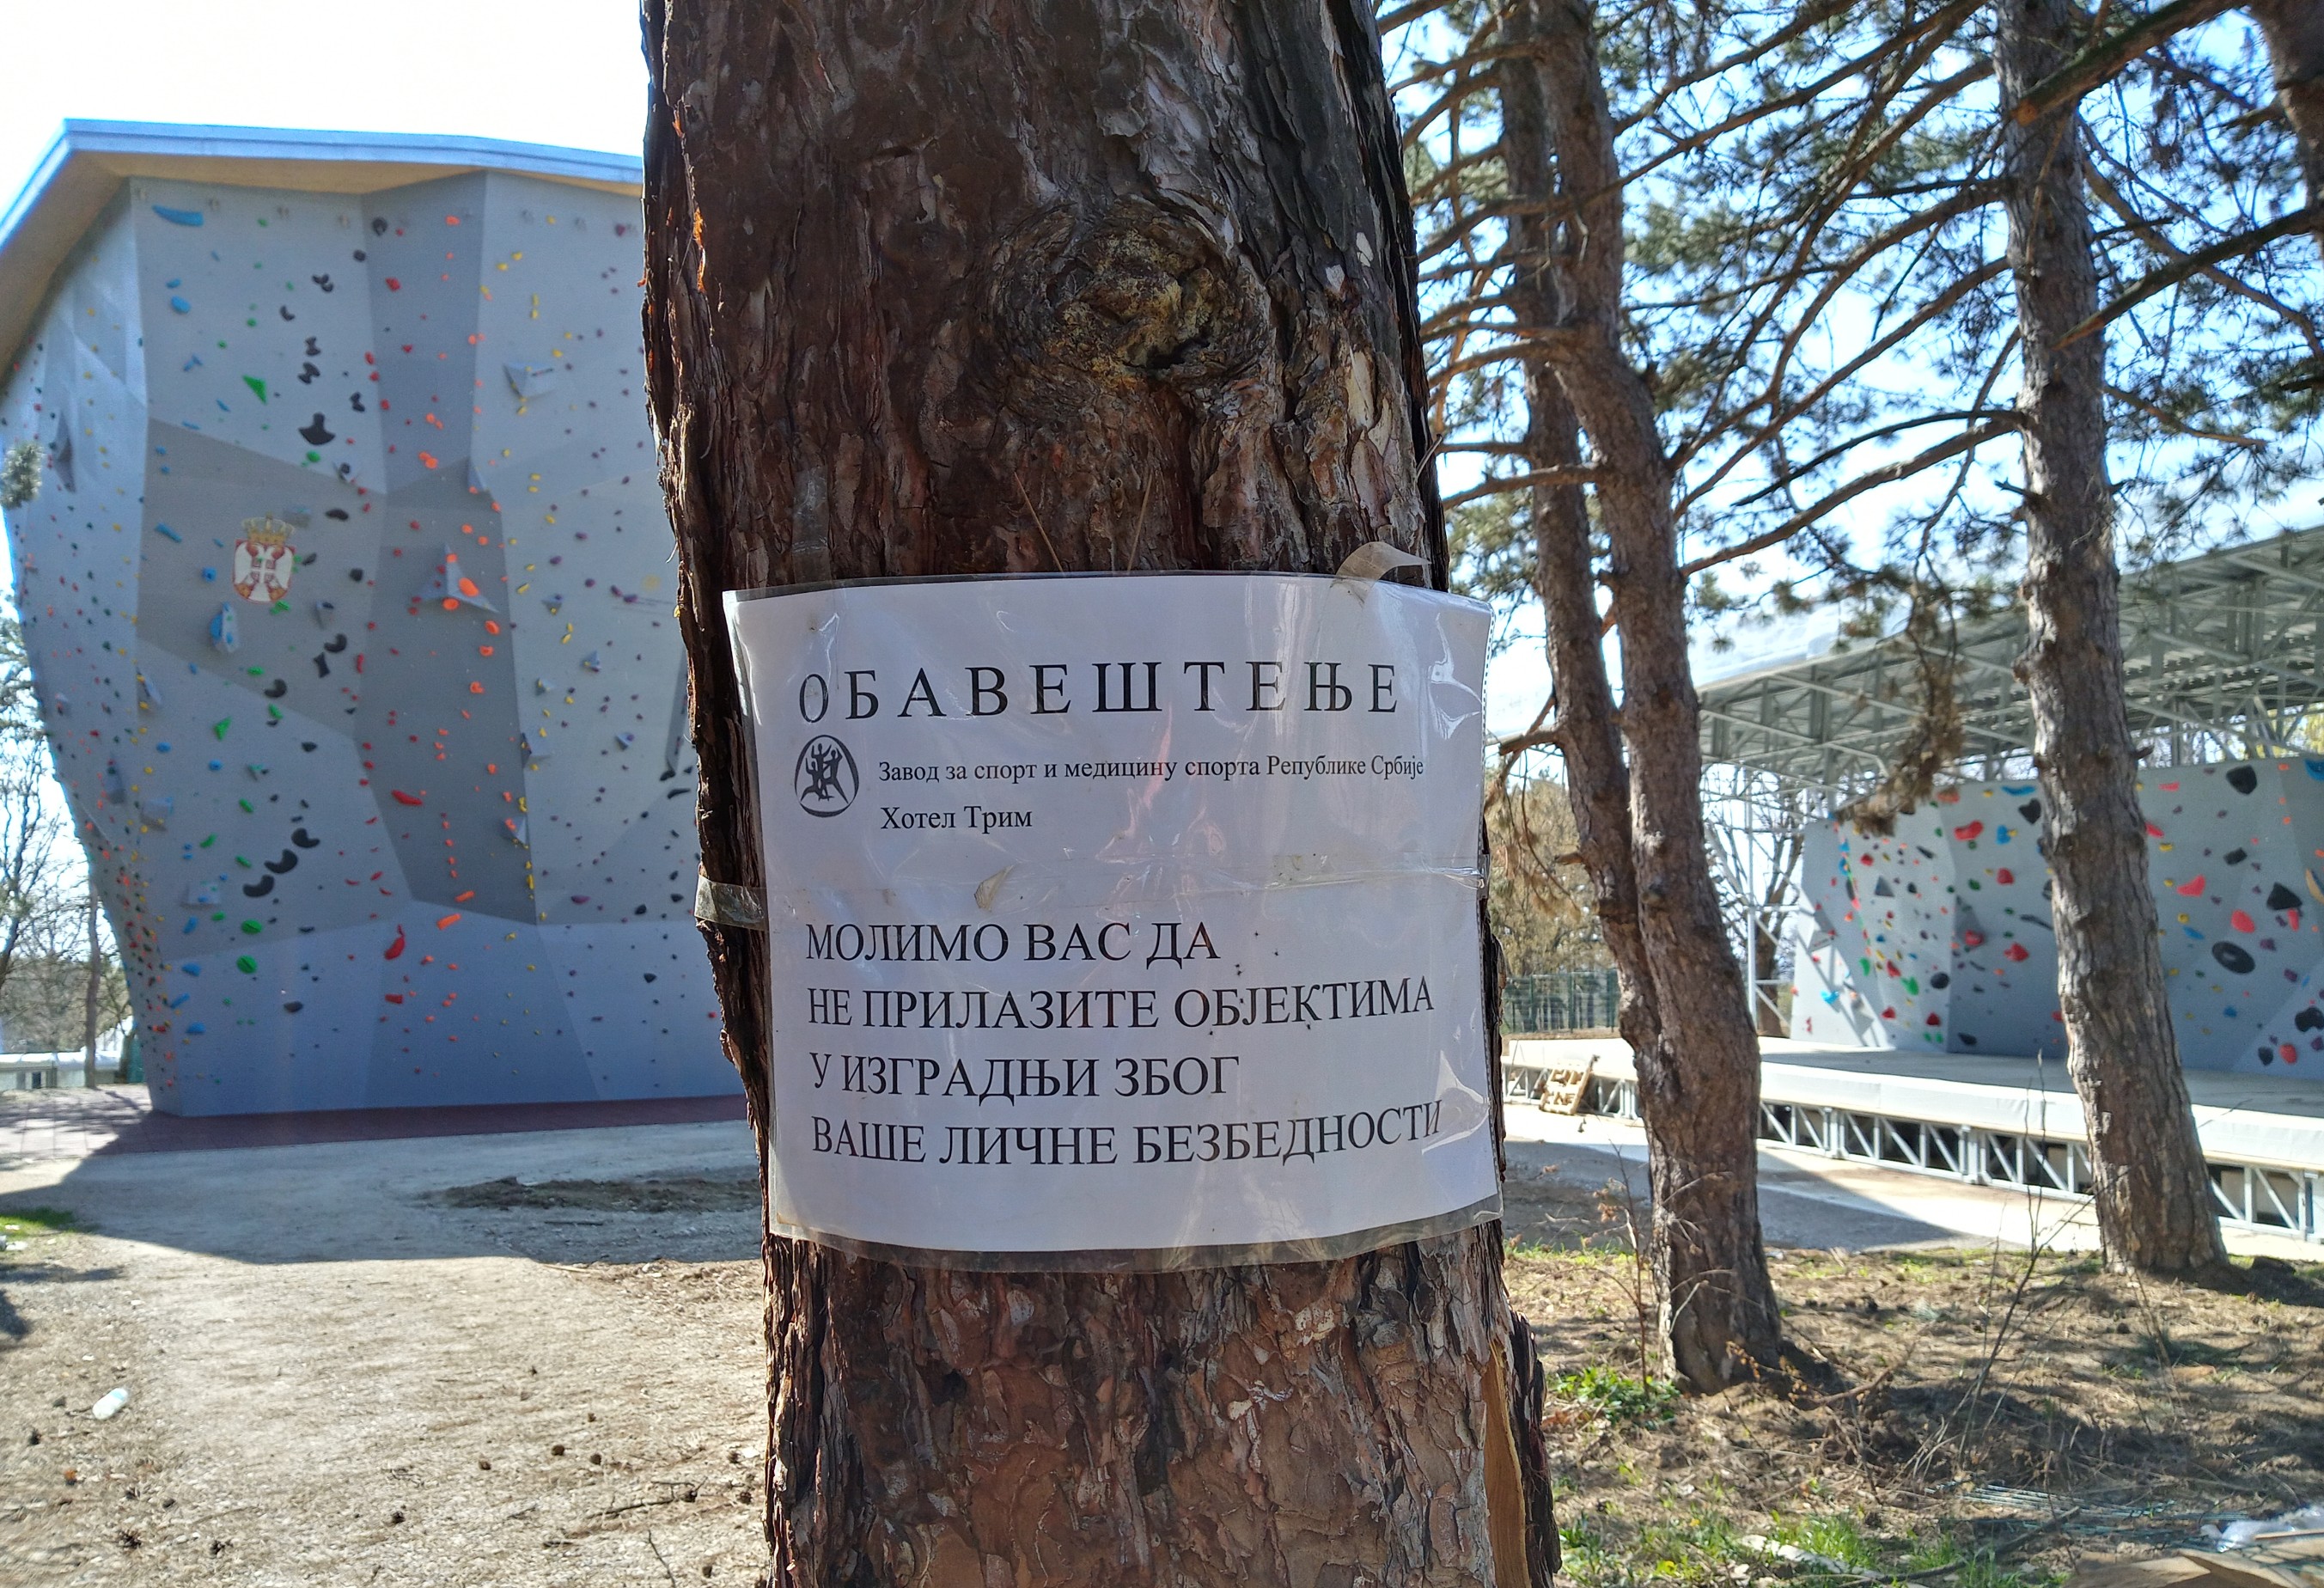 ОБАВЕШТЕЊЕ
Завод за спорт и медицину спорта Републике Србије
Хотел Трим
МОЛИМО ВАС ДА
НЕ ПРИЛАЗИТЕ ОБЈЕКТИМА
У ИЗГРАДЊИ ЗБОГ
ВАШЕ ЛИЧНЕ БЕЗБЕДНОСТИ